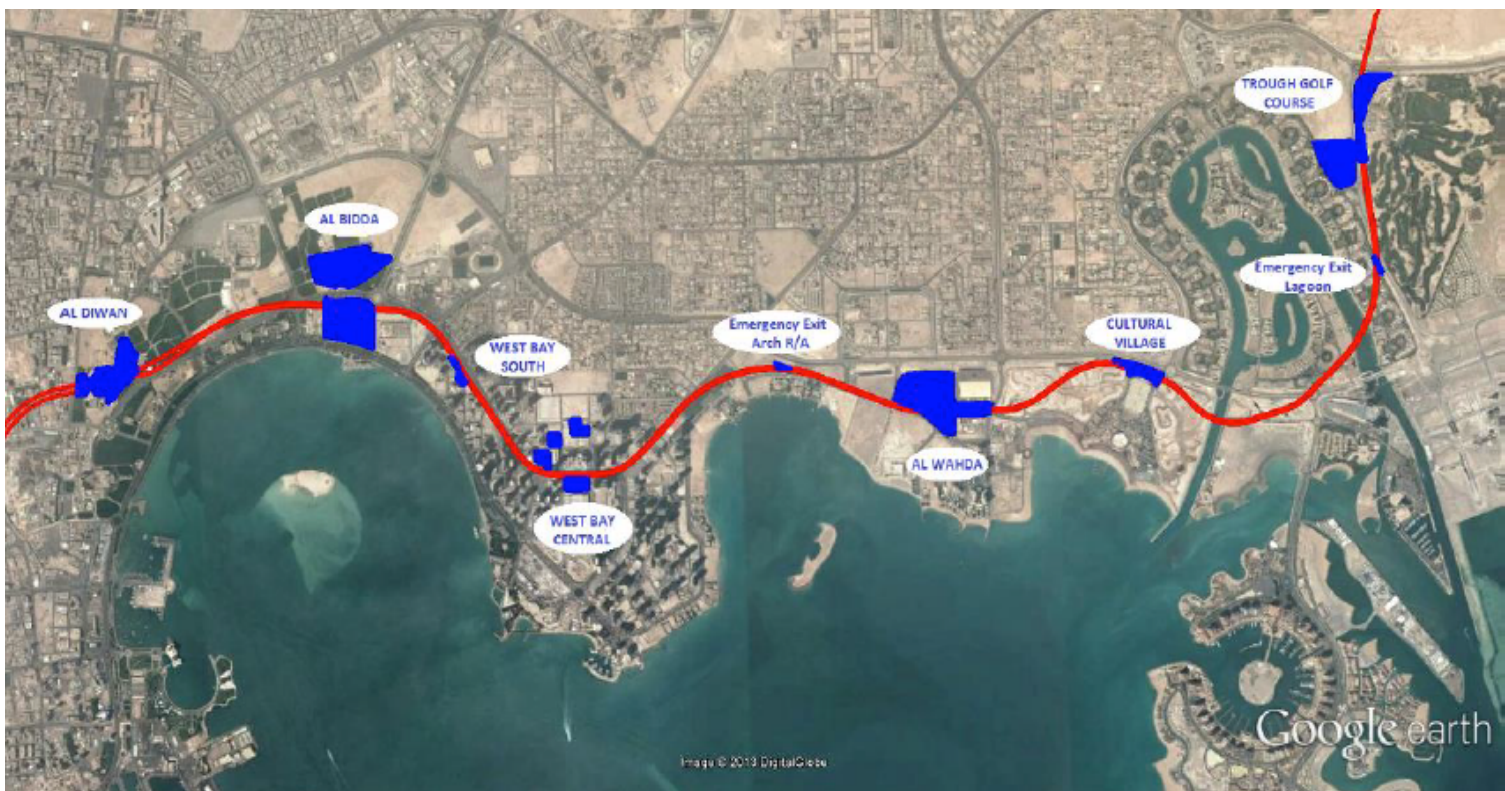 TROUGH GOLF
COURSE
AL BIDDA
Emergency Exit
Lagoon
AL DIWAN
Emergency Exit
Arch R/A
CULTURAL
VILLAGE
WEST BAY
SOUTH
AL WAHDA
WEST BAY
CENTRAL
Google earth
Image © 2013 DigitalGlobe